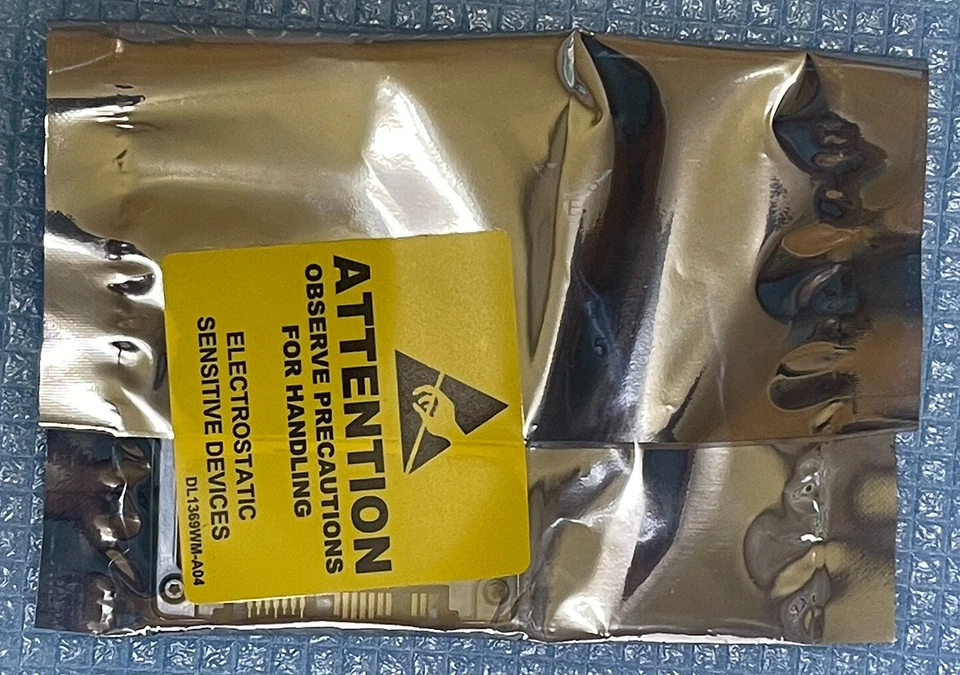 ATTENTION
OBSERVE PRECAUTIONS
FOR HANDLING
ELECTROSTATIC
SENSITIVE DEVICES
DL1369WM-A04